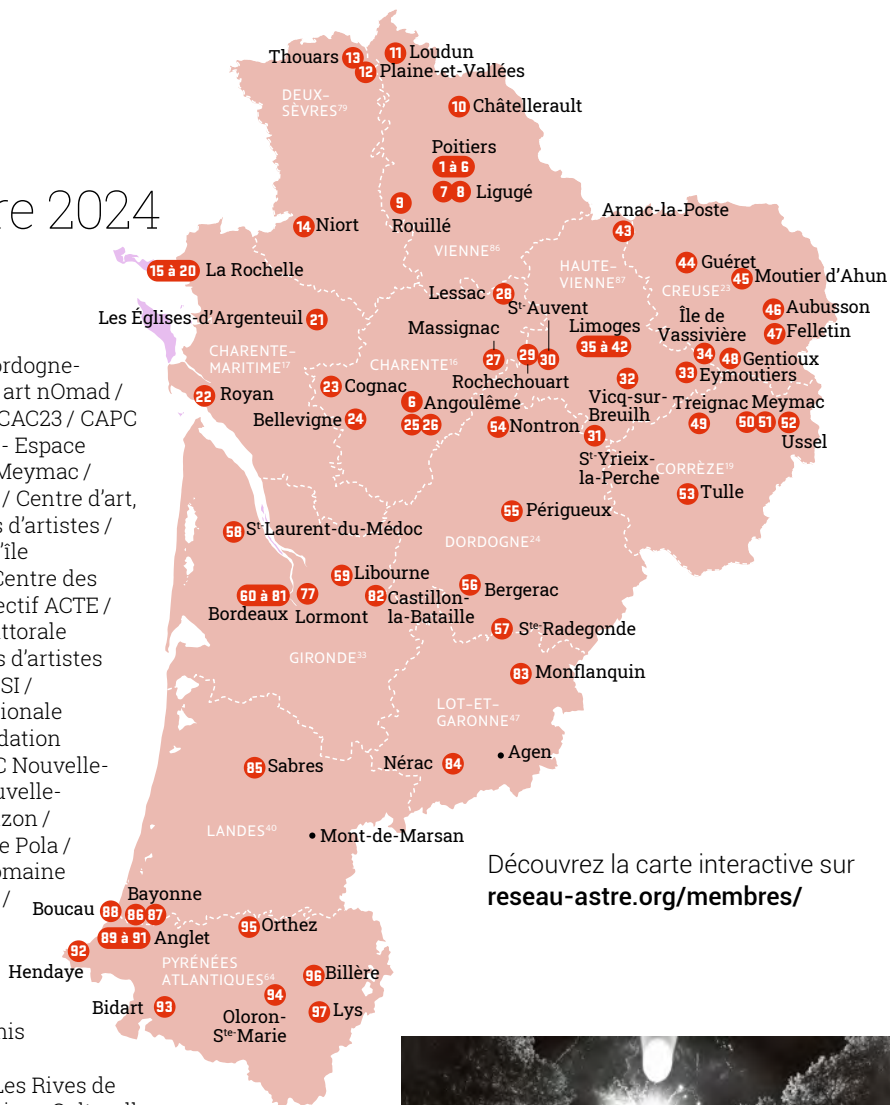 re 2024
ordogne-
art nOmad /
CAC23 / CAPC
- Espace
Meymac /
/ Centre d’art,
s d’artistes /
’île
Centre des
ectif ACTE /
ttorale
s d’artistes
SI /
ionale
dation
C Nouvelle-
uvelle-
zon /
e Pola /
omaine
/
nis
Les Rives de
Thouars 13
11 Loudun
12 Plaine-et-Vallées
DEUX-
SÈVRES79
10 Châtellerault
Poitiers
1 à 6
7 8 Ligugé
9
Rouillé
14 Niort
VIENNE86
Arnac-la-Poste
43
15 à 20 La Rochelle
HAUTE-
VIENNE87
44 Guéret
CREUSE23
45 Moutier d’Ahun
Lessac 28
St-Auvent
46 Aubusson
Les Églises-d’Argenteuil 21
Massignac
27
29 30
Rochechouart
Limoges
35 à 42
Île de
Vassivière
34
47 Felletin
48 Gentioux
33 Eymoutiers
CHARENTE-
MARITIME17
CHARENTE16
22 Royan
23 Cognac
6
Angoulême
25 26
Bellevigne 24
32
Vicq-sur-
Breuilh
Treignac
49
Meymac
50 51 52
Ussel
54 Nontron
31
St-Yrieix-
la-Perche
CORRÈZE19
53 Tulle
55 Périgueux
58 St-Laurent-du-Médoc
DORDOGNE24
59 Libourne
56 Bergerac
60 à 81
Bordeaux
77
Lormont
82 Castillon-
la-Bataille
57 Ste-Radegonde
GIRONDE33
83 Monflanquin
LOT-ET-
GARONNE47
Agen
85 Sabres
Nérac 84
LANDES40
Mont-de-Marsan
Découvrez la carte interactive sur
reseau-astre.org/membres/
Bayonne
Boucau 88 86 87
89 à 91 Anglet
95 Orthez
92
Hendaye
PYRÉNÉES
ATLANTIQUES64
96 Billère
Bidart 93
94
Oloron-
Ste-Marie
97 Lys